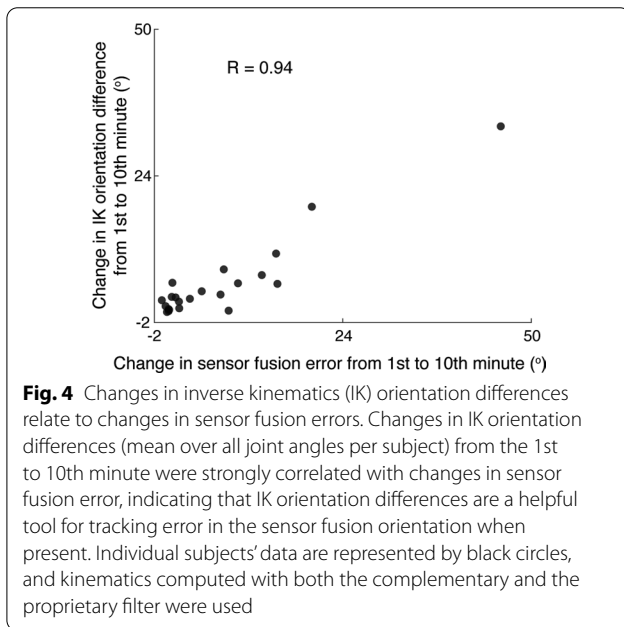 50
R = 0.94
Change in IK orientation difference
from 1st to 10th minute (°)
24
-2
-2 24 50
Change in sensor fusion error from 1st to 10th minute (°)
Fig. 4 Changes in inverse kinematics (IK) orientation differences
relate to changes in sensor fusion errors. Changes in IK orientation
differences (mean over all joint angles per subject) from the 1st
to 10th minute were strongly correlated with changes in sensor
fusion error, indicating that IK orientation differences are a helpful
tool for tracking error in the sensor fusion orientation when
present. Individual subjects’ data are represented by black circles,
and kinematics computed with both the complementary and the
proprietary filter were used